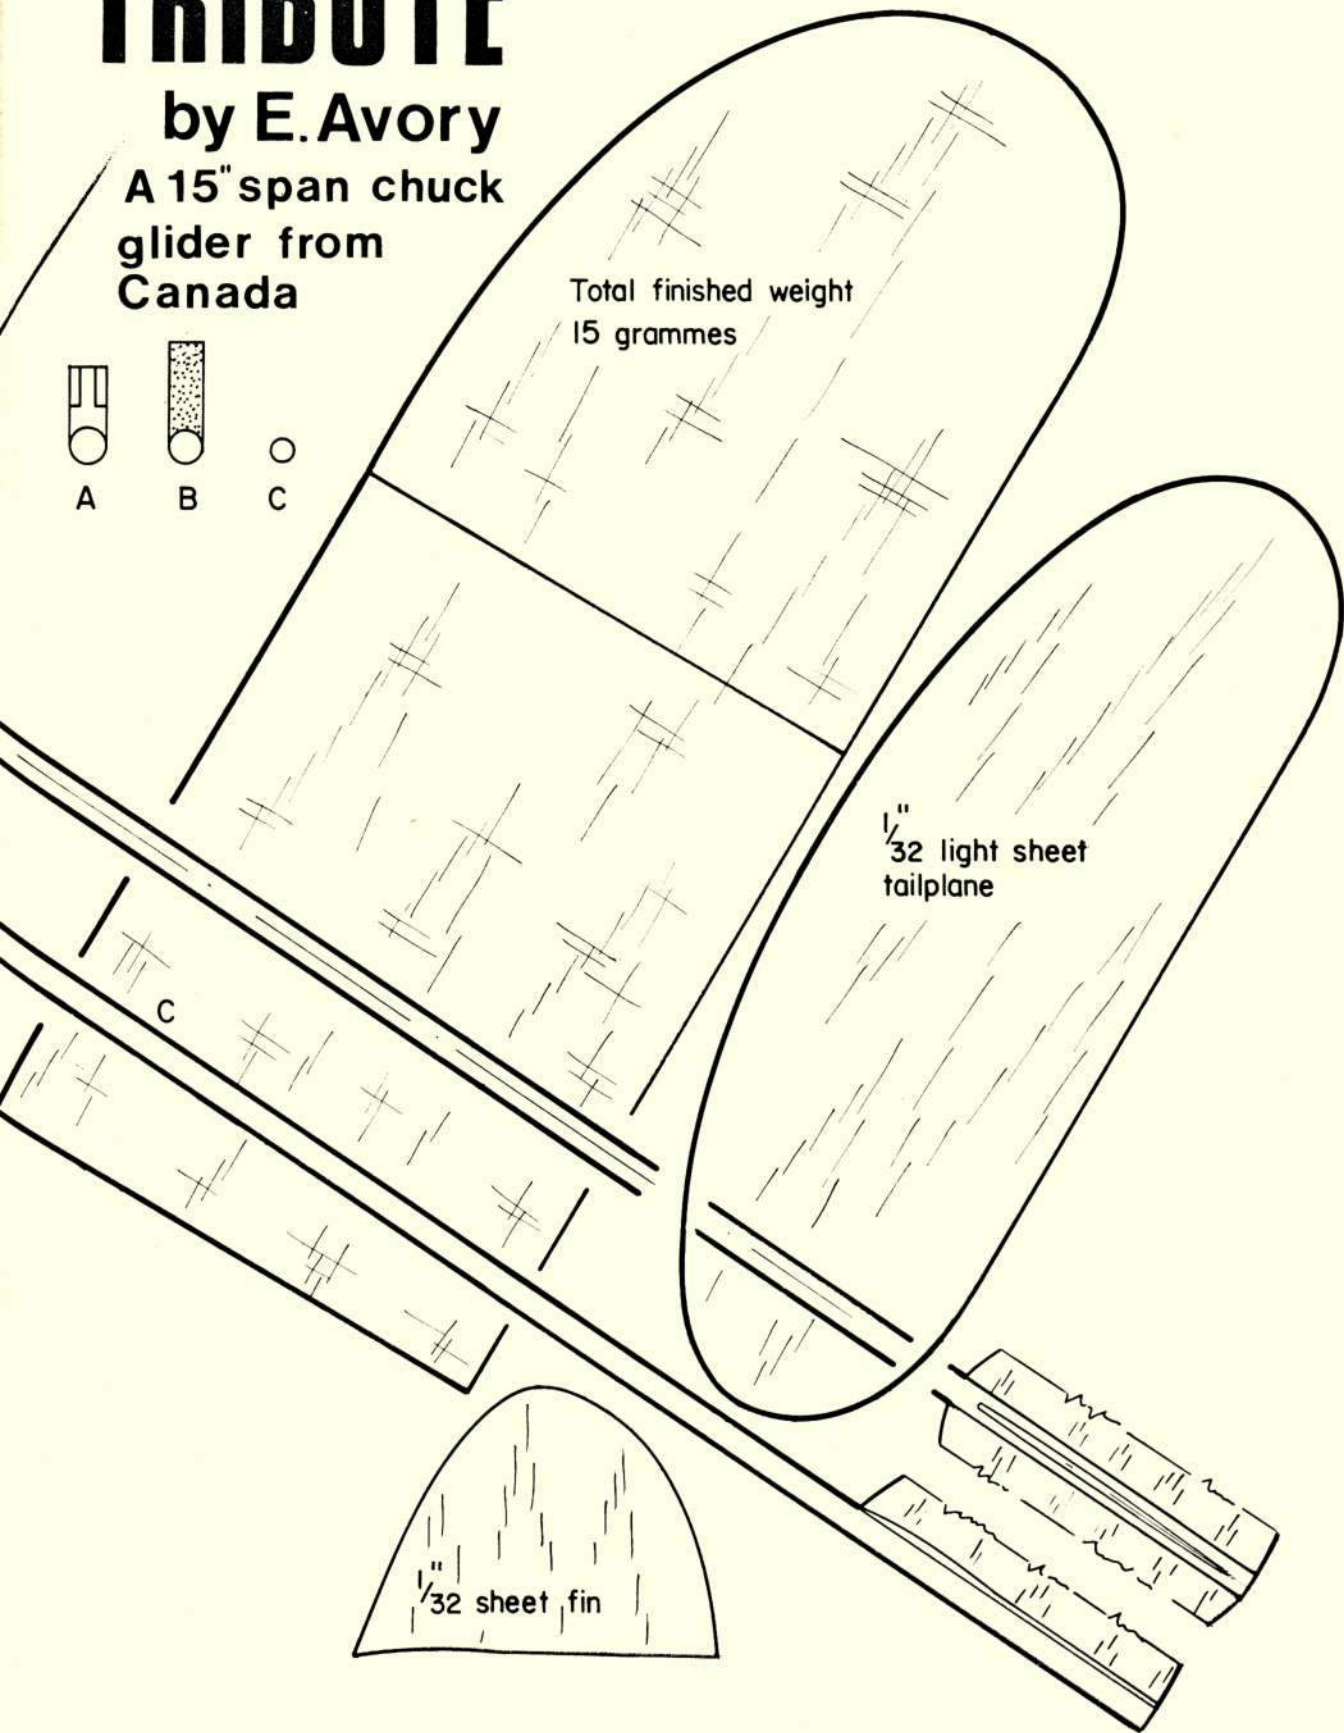 TRIBUTE
by E. Avory
A 15" span chuck
glider from
Canada
Total finished weight
15 grammes
A B C
1/32" light sheet
tailplane
C
1/32" sheet fin